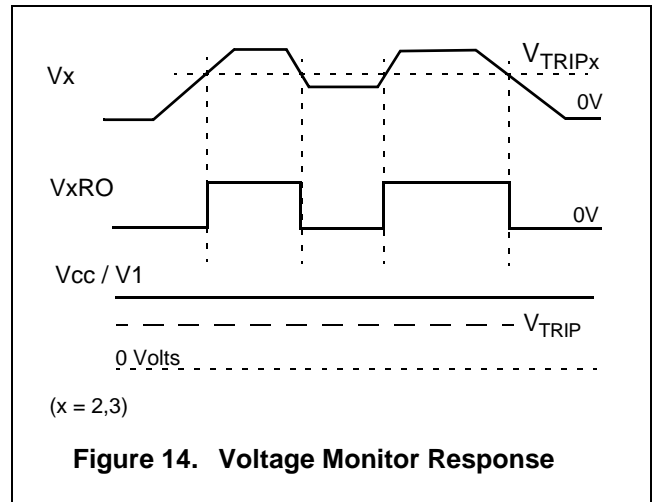 Vx
VTRIPx
0V
VxRO
0V
Vcc / V1
VTRIP
0 Volts
(x = 2,3)
Figure 14. Voltage Monitor Response